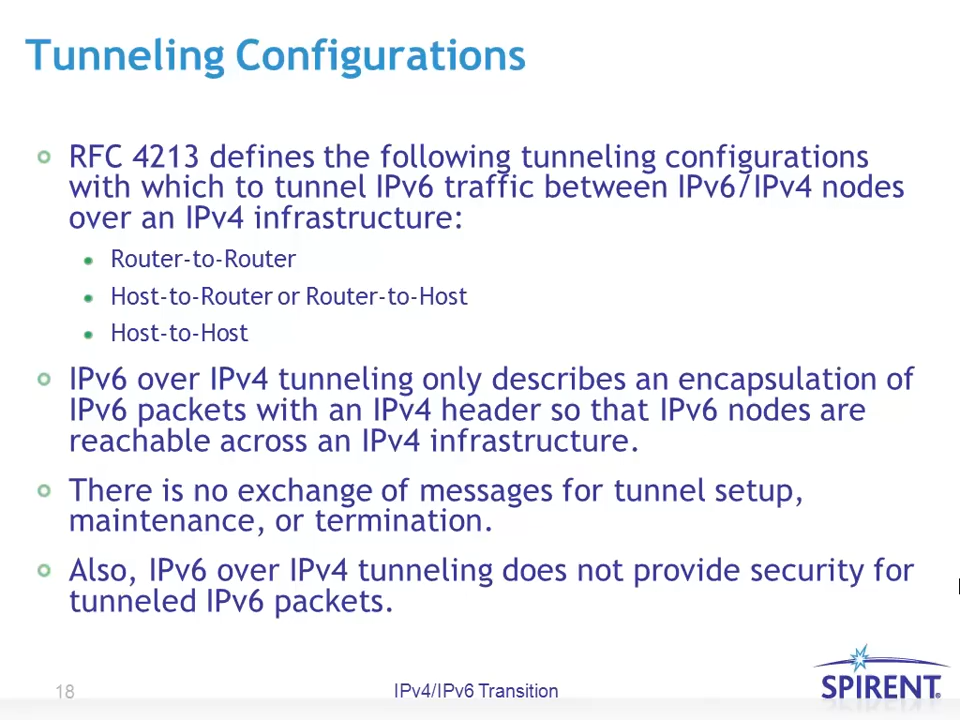 Tunneling Configurations
RFC 4213 defines the following tunneling configurations
with which to tunnel IPv6 traffic between IPv6/IPv4 nodes
over an IPv4 infrastructure:
Router-to-Router
Host-to-Router or Router-to-Host
Host-to-Host
IPv6 over IPv4 tunneling only describes an encapsulation of
IPv6 packets with an IPv4 header so that IPv6 nodes are
reachable across an IPv4 infrastructure.
There is no exchange of messages for tunnel setup,
maintenance, or termination.
Also, IPv6 over IPv4 tunneling does not provide security for
tunneled IPv6 packets.
18
IPv4/IPv6 Transition
SPIRENT®